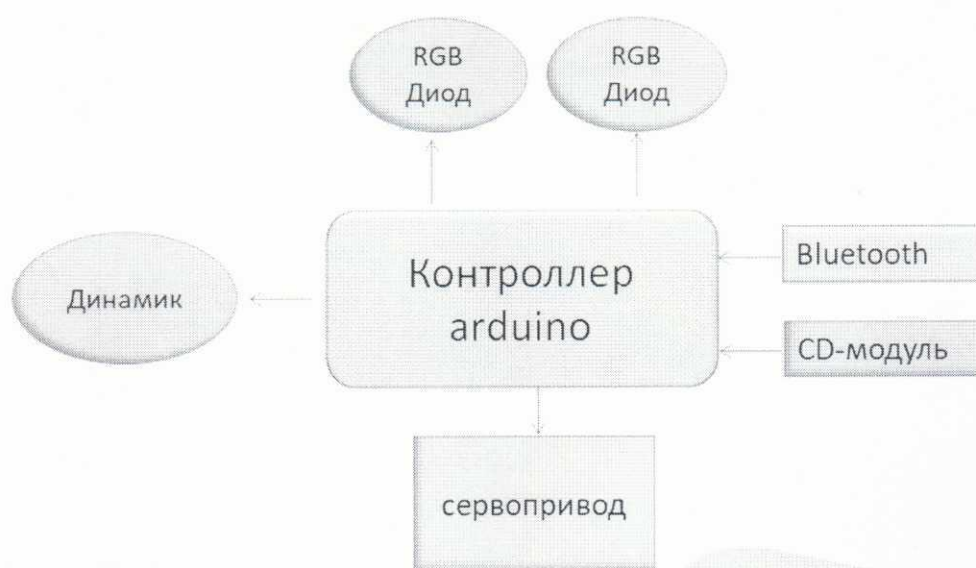 RGB
Диод
RGB
Диод
Динамик
Контроллер
arduino
Bluetooth
CD-модуль
сервопривод